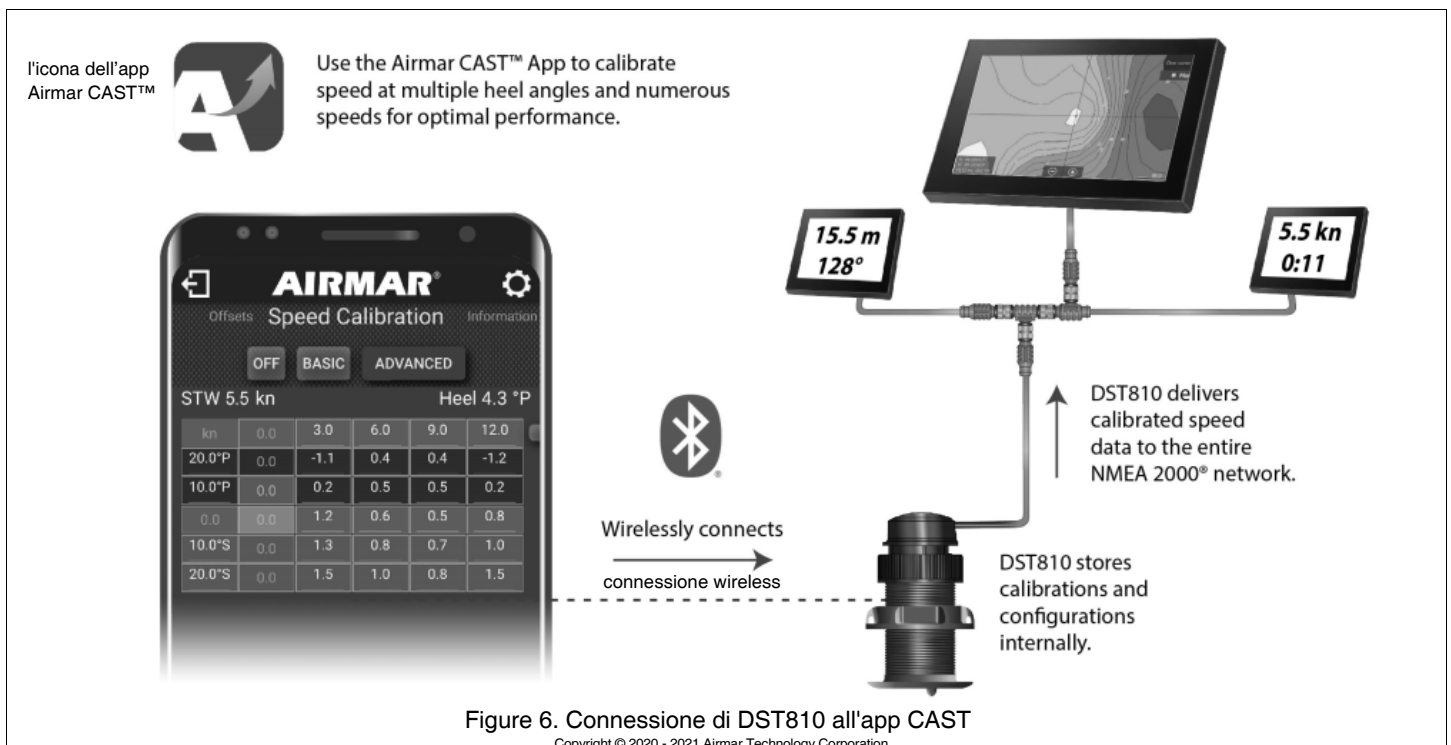 l'icona dell'app
Airmar CAST™
Use the Airmar CAST™ App to calibrate
speed at multiple heel angles and numerous
speeds for optimal performance.
AIRMAR®
Offsets Speed Calibration Information
OFF BASIC ADVANCED
STW 5.5 kn Heel 4.3 °P
kn 0.0 3.0 6.0 9.0 12.0
20.0°P 0.0 -1.1 0.4 0.4 -1.2
10.0°P 0.0 0.2 0.5 0.5 0.2
0.0 0.0 1.2 0.6 0.5 0.8
10.0°S 0.0 1.3 0.8 0.7 1.0
20.0°S 0.0 1.5 1.0 0.8 1.5
15.5 m
128°
5.5 kn
0:11
Wirelessly connects
connessione wireless
DST810 delivers
calibrated speed
data to the entire
NMEA 2000® network.
DST810 stores
calibrations and
configurations
internally.
Figure 6. Connessione di DST810 all'app CAST
Copyright © 2020 - 2021 Airmar Technology Corporation